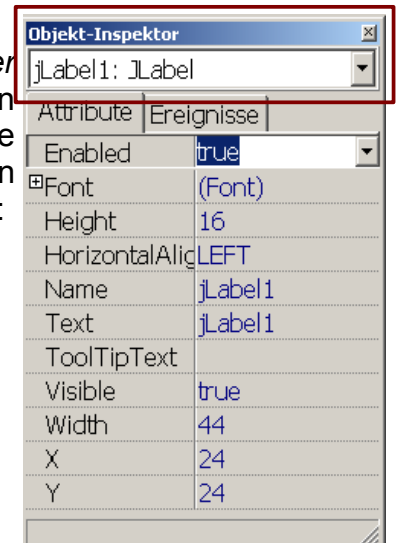 Objekt-Inspektor
jLabel1: JLabel
Attribute Ereignisse
Enabled true
Font (Font)
Height 16
HorizontalAlig LEFT
Name jLabel1
Text jLabel1
ToolTipText
Visible true
Width 44
X 24
Y 24